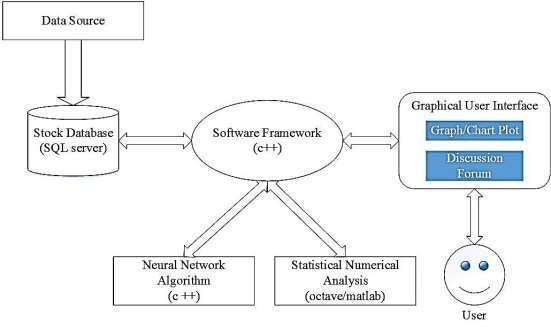 Data Source
Stock Database
(SQL server)
Software Framework
(c++)
Graphical User Interface
Graph/Chart Plot
Discussion
Forum
Neural Network
Algorithm
(c ++)
Statistical Numerical
Analysis
(octave/matlab)
User